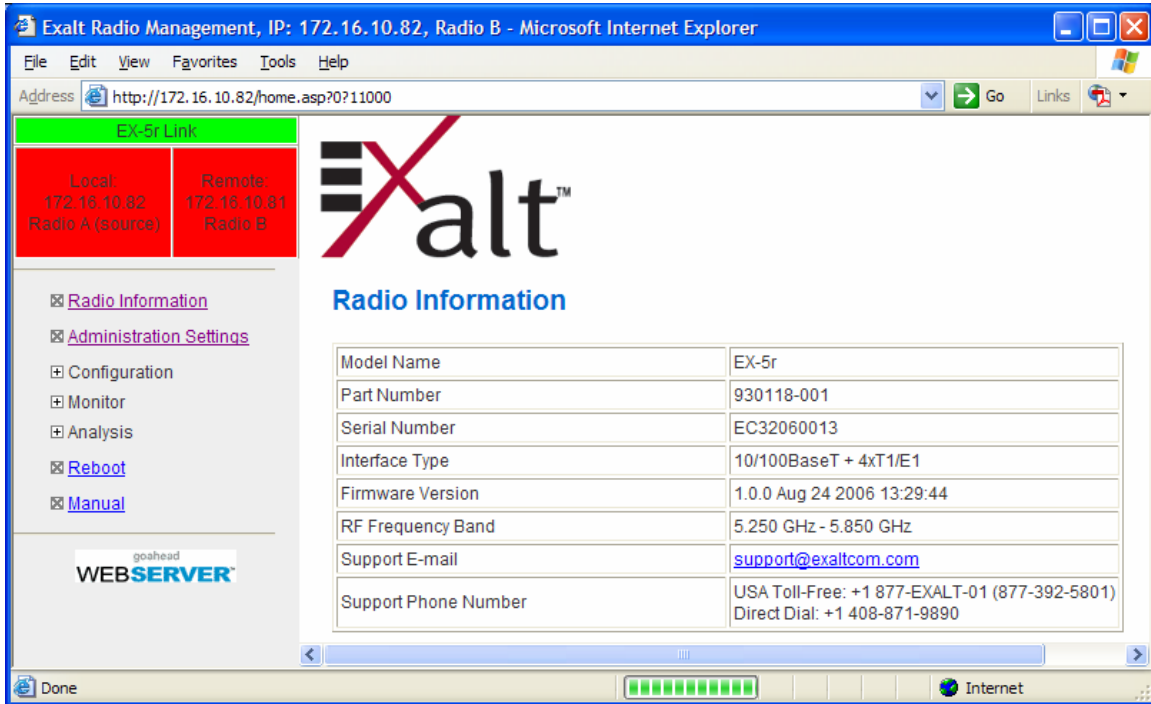 Exalt Radio Management, IP: 172.16.10.82, Radio B - Microsoft Internet Explorer
File Edit View Favorites Tools Help
Address http://172.16.10.82/home.asp?0?11000 Go Links
EX-5r Link
Local:
172.16.10.82
Radio A (source)
Remote:
172.16.10.81
Radio B
Radio Information
Administration Settings
Configuration
Monitor
Analysis
Reboot
Manual
goahead
WEBSERVER
EXalt™
Radio Information
Model Name EX-5r
Part Number 930118-001
Serial Number EC32060013
Interface Type 10/100BaseT + 4xT1/E1
Firmware Version 1.0.0 Aug 24 2006 13:29:44
RF Frequency Band 5.250 GHz - 5.850 GHz
Support E-mail support@exaltcom.com
Support Phone Number USA Toll-Free: +1 877-EXALT-01 (877-392-5801)
Direct Dial: +1 408-871-9890
Done Internet